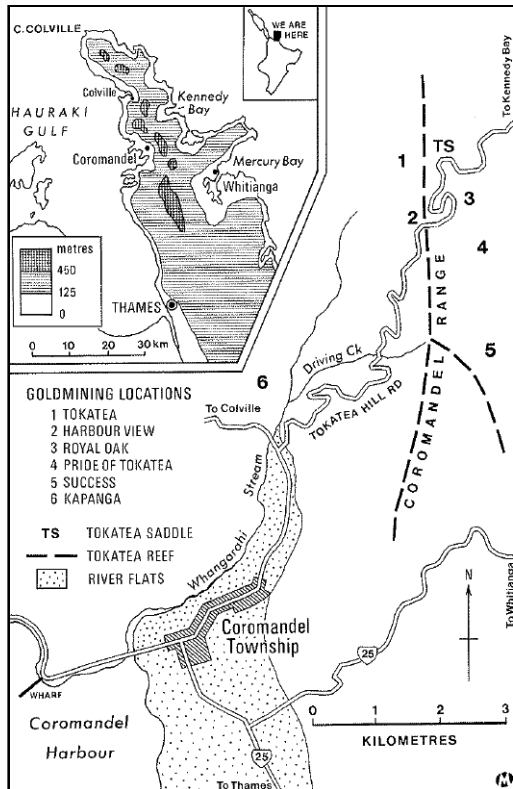 C. COLVILLE
Colville
Kennedy
Bay
HAURAKI
GULF
Coromandel
Mercury Bay
Whitianga
THAMES
metres
450
125
0
0 10 20 30 km
WE ARE
HERE
GOLDMINING LOCATIONS
1 TOKATEA
2 HARBOUR VIEW
3 ROYAL OAK
4 PRIDE OF TOKATEA
5 SUCCESS
6 KAPANGA
TS TOKATEA SADDLE
TOKATEA REEF
RIVER FLATS
To Kennedy Bay
TS
1
2
3
4
5
6
COROMANDEL RANGE
Driving Ck
TOKATEA HILL RD
To Colville
Whangarahi Stream
Coromandel
Township
WHARF
Coromandel
Harbour
25
25
To Thames
To Whitianga
N
0 1 2 3
KILOMETRES
M